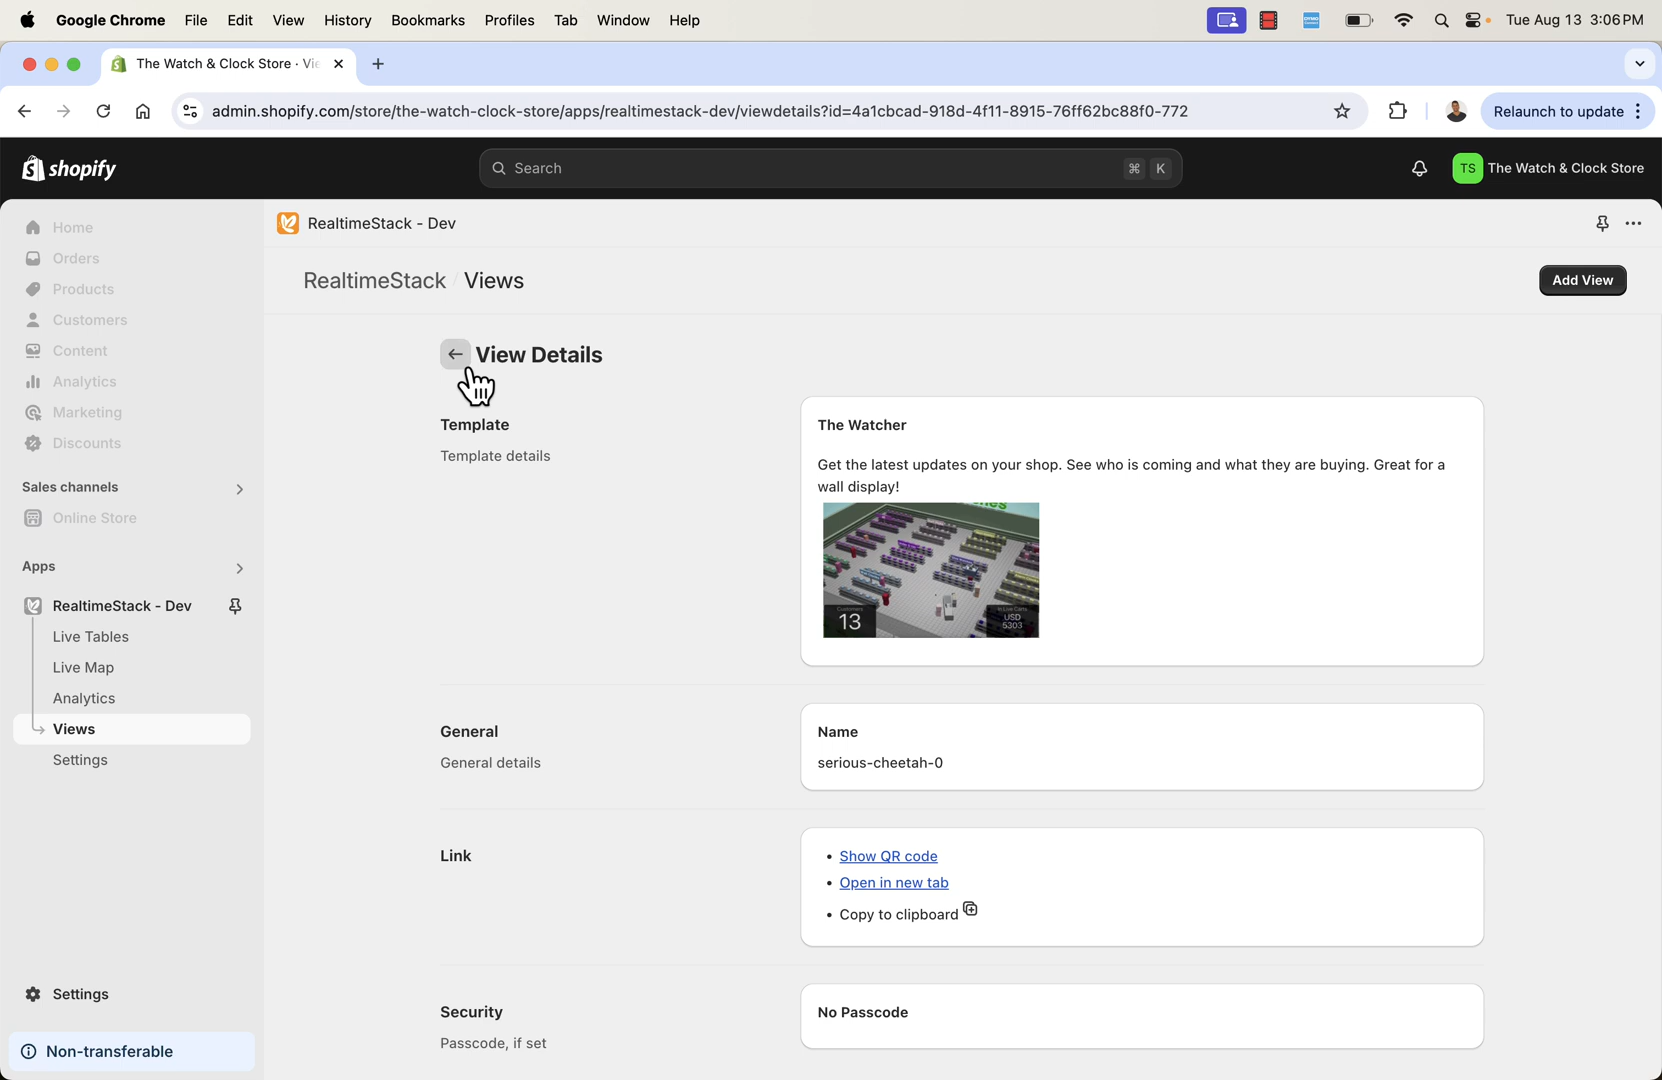 Google Chrome File Edit View History Bookmarks Profiles Tab Window Help Tue Aug 13 3:06 PM
The Watch & Clock Store · Vie
admin.shopify.com/store/the-watch-clock-store/apps/realtimestack-dev/viewdetails?id=4a1cbcad-918d-4f11-8915-76ff62bc88f0-772 Relaunch to update
shopify Search ⌘ K TS The Watch & Clock Store
Home
Orders
Products
Customers
Content
Analytics
Marketing
Discounts
Sales channels
Online Store
Apps
RealtimeStack - Dev
Live Tables
Live Map
Analytics
Views
Settings
Settings
Non-transferable
RealtimeStack - Dev
RealtimeStack / Views Add View
View Details
Template
Template details
The Watcher
Get the latest updates on your shop. See who is coming and what they are buying. Great for a
wall display!
Customers
13
In Live Carts
USD
5303
General
General details
Name
serious-cheetah-0
Link
• Show QR code
• Open in new tab
• Copy to clipboard
Security
Passcode, if set
No Passcode